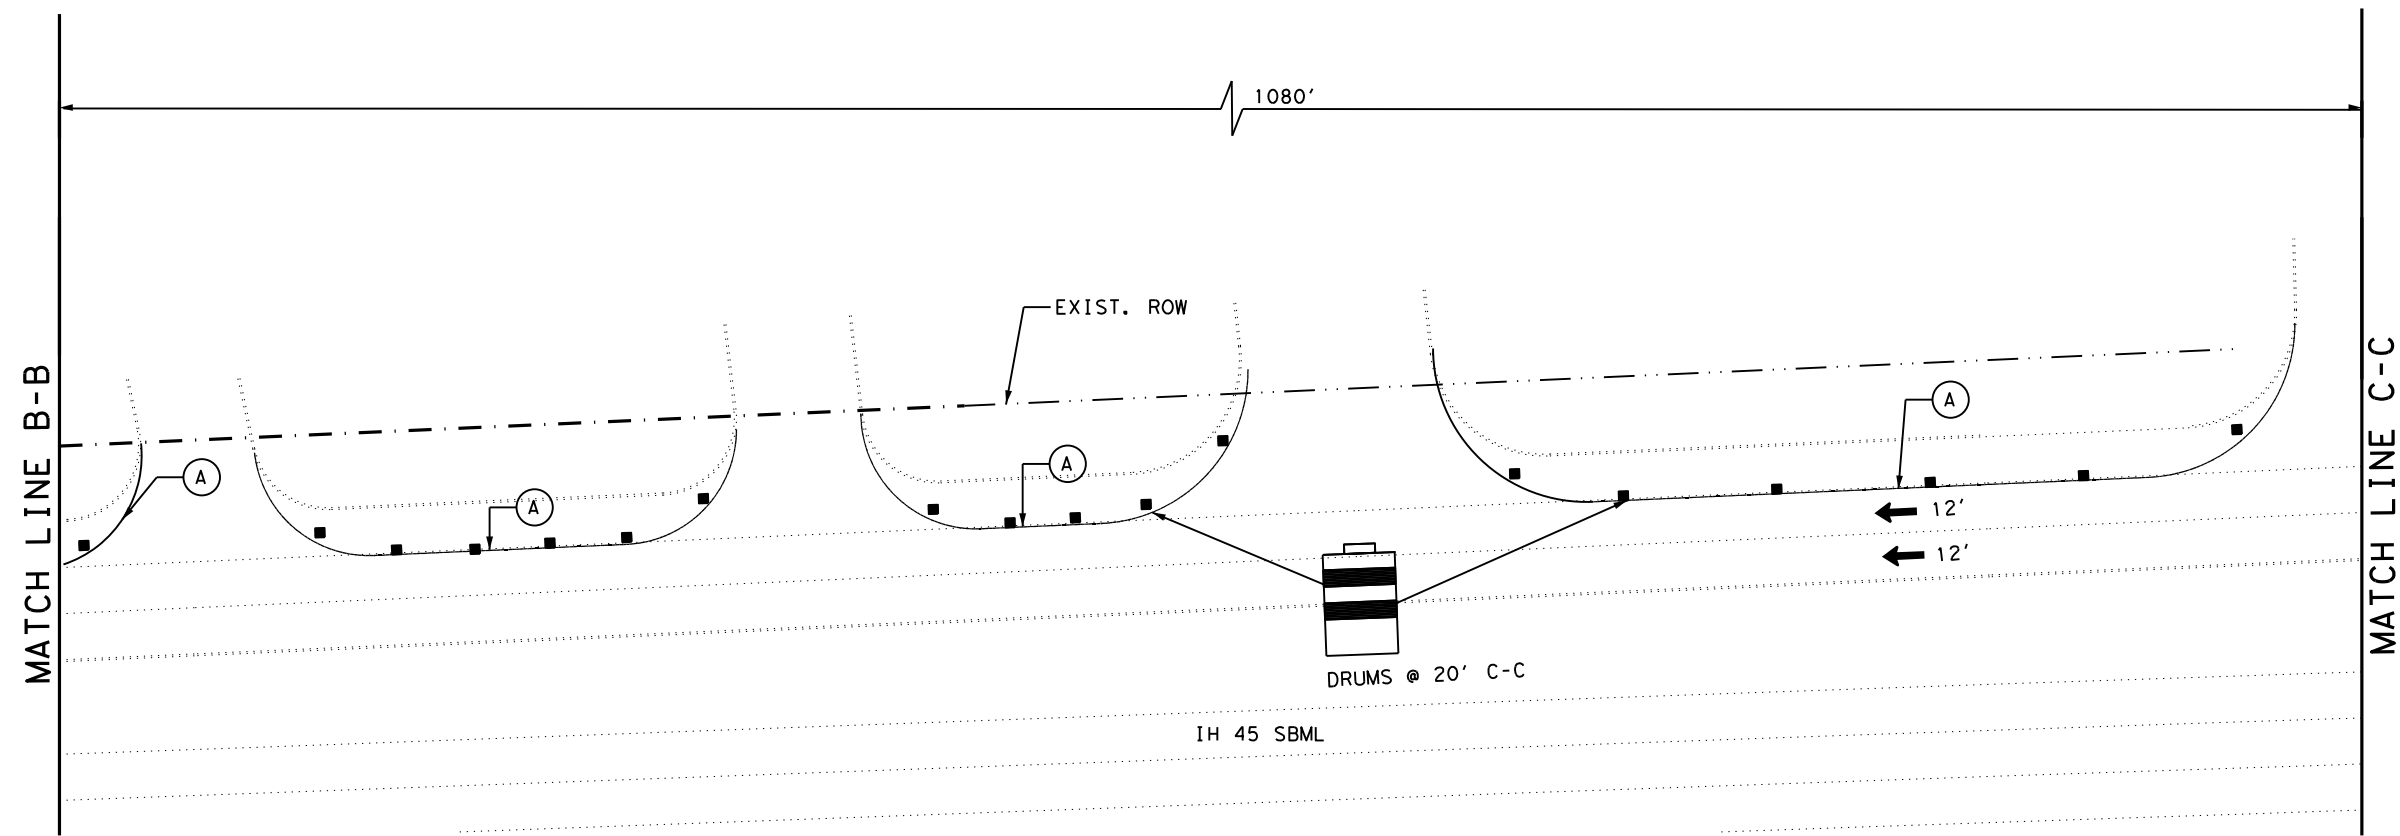 1080'
EXIST. ROW
MATCH LINE B-B
MATCH LINE C-C
A
A
A
A
12'
12'
DRUMS @ 20' C-C
IH 45 SBML